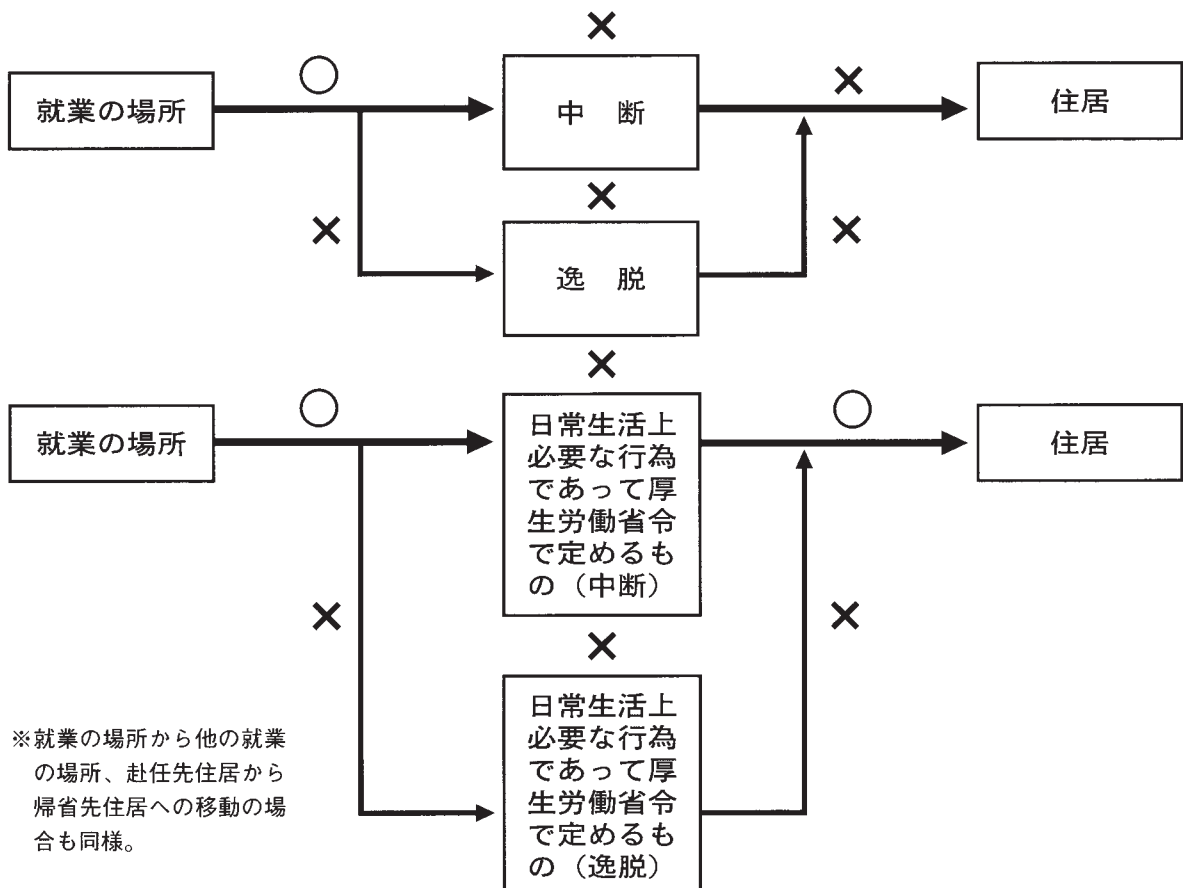 ×
○
×
就業の場所
中　断
住居
×
×
×
逸　脱
×
○
○
就業の場所
日常生活上
必要な行為
であって厚
生労働省令
で定めるも
の（中断）
住居
×
×
×
日常生活上
必要な行為
であって厚
生労働省令
で定めるも
の（逸脱）
※就業の場所から他の就業
の場所、赴任先住居から
帰省先住居への移動の場
合も同様。